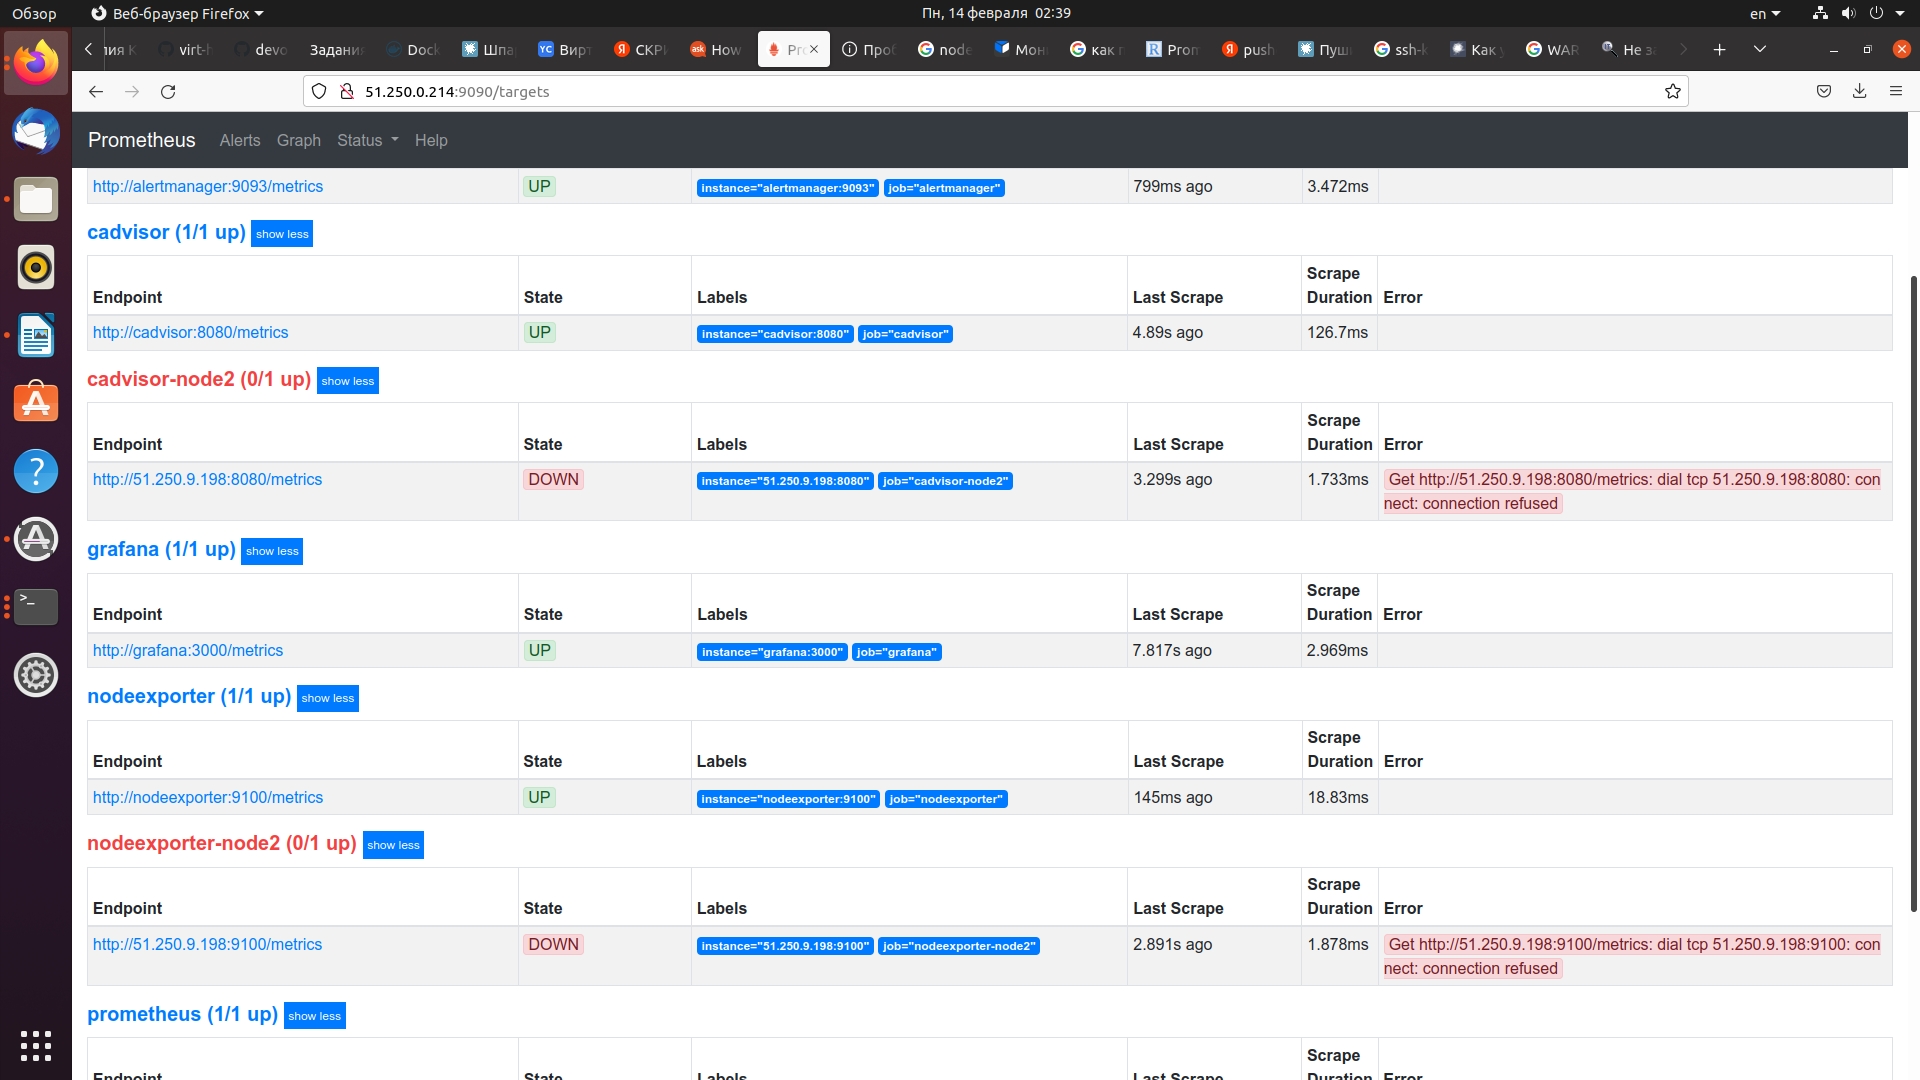 Обзор Веб-браузер Firefox Пн, 14 февраля 02:39 en
virt-h devo Задания Dock Шпа Вирт СКРИ How Pro Про node Мон как п Prom push Пуш ssh-k Как у WAR Не за
51.250.0.214:9090/targets
Prometheus Alerts Graph Status Help
http://alertmanager:9093/metrics UP instance="alertmanager:9093" job="alertmanager" 799ms ago 3.472ms
cadvisor (1/1 up) show less
Endpoint State Labels Last Scrape Scrape Duration Error
http://cadvisor:8080/metrics UP instance="cadvisor:8080" job="cadvisor" 4.89s ago 126.7ms
cadvisor-node2 (0/1 up) show less
Endpoint State Labels Last Scrape Scrape Duration Error
http://51.250.9.198:8080/metrics DOWN instance="51.250.9.198:8080" job="cadvisor-node2" 3.299s ago 1.733ms Get http://51.250.9.198:8080/metrics: dial tcp 51.250.9.198:8080: con
nect: connection refused
grafana (1/1 up) show less
Endpoint State Labels Last Scrape Scrape Duration Error
http://grafana:3000/metrics UP instance="grafana:3000" job="grafana" 7.817s ago 2.969ms
nodeexporter (1/1 up) show less
Endpoint State Labels Last Scrape Scrape Duration Error
http://nodeexporter:9100/metrics UP instance="nodeexporter:9100" job="nodeexporter" 145ms ago 18.83ms
nodeexporter-node2 (0/1 up) show less
Endpoint State Labels Last Scrape Scrape Duration Error
http://51.250.9.198:9100/metrics DOWN instance="51.250.9.198:9100" job="nodeexporter-node2" 2.891s ago 1.878ms Get http://51.250.9.198:9100/metrics: dial tcp 51.250.9.198:9100: con
nect: connection refused
prometheus (1/1 up) show less
Endpoint State Labels Last Scrape Scrape Duration Error